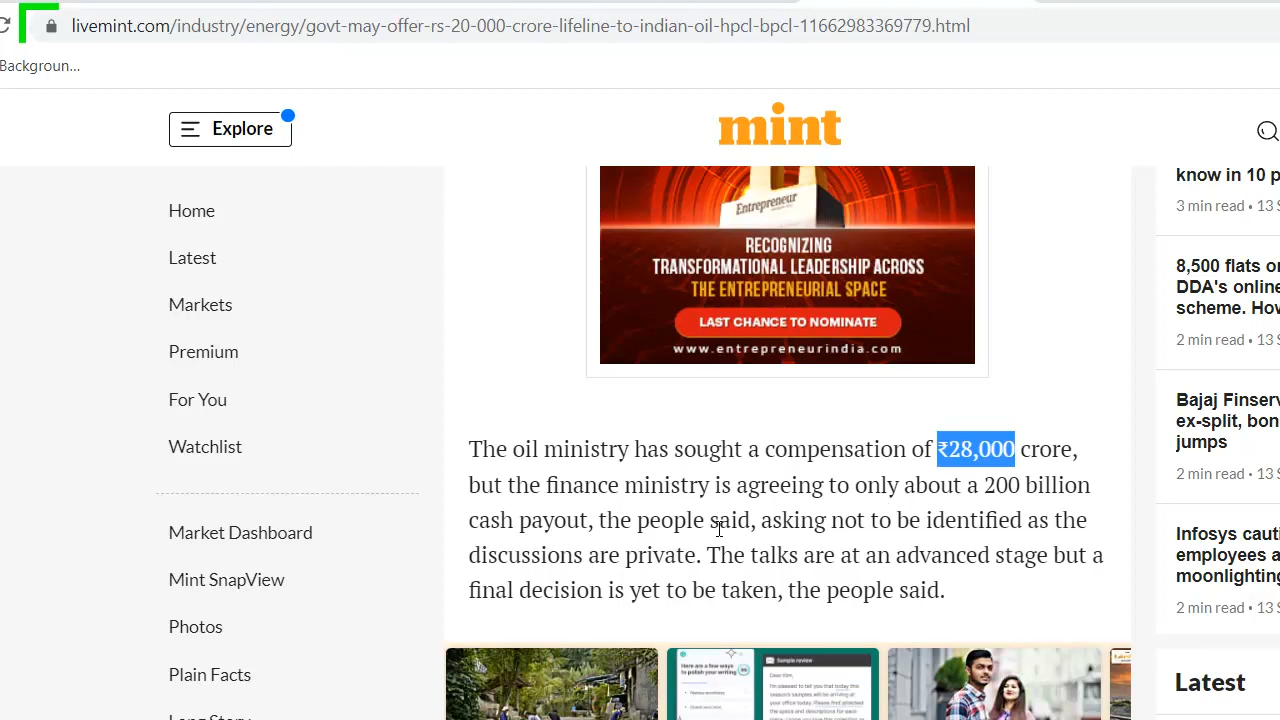 livemint.com/industry/energy/govt-may-offer-rs-20-000-crore-lifeline-to-indian-oil-hpcl-bpcl-11662983369779.html
Backgroun...
Explore
mint
Home
Latest
Markets
Premium
For You
Watchlist
Market Dashboard
Mint SnapView
Photos
Plain Facts
Long Story
Entrepreneur
RECOGNIZING
TRANSFORMATIONAL LEADERSHIP ACROSS
THE ENTREPRENEURIAL SPACE
LAST CHANCE TO NOMINATE
www.entrepreneurindia.com
The oil ministry has sought a compensation of ₹28,000 crore,
but the finance ministry is agreeing to only about a 200 billion
cash payout, the people said, asking not to be identified as the
discussions are private. The talks are at an advanced stage but a
final decision is yet to be taken, the people said.
Here are a few ways
to polish your writing
Sample review
know in 10 p
3 min read • 13 S
8,500 flats o
DDA's online
scheme. Hov
2 min read • 13 S
Bajaj Finserv
ex-split, bon
jumps
2 min read • 13 S
Infosys cauti
employees a
moonlighting
2 min read • 13 S
Latest